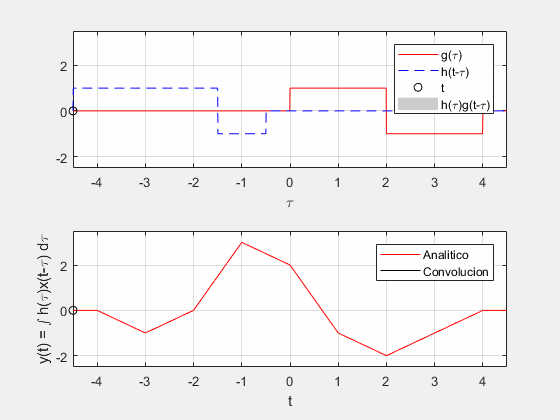 2
0
-2
g(τ)
h(t-τ)
t
h(τ)g(t-τ)
-4 -3 -2 -1 0 1 2 3 4
τ
y(t) = ∫ h(τ)x(t-τ) dτ
2
0
-2
Analitico
Convolucion
-4 -3 -2 -1 0 1 2 3 4
t